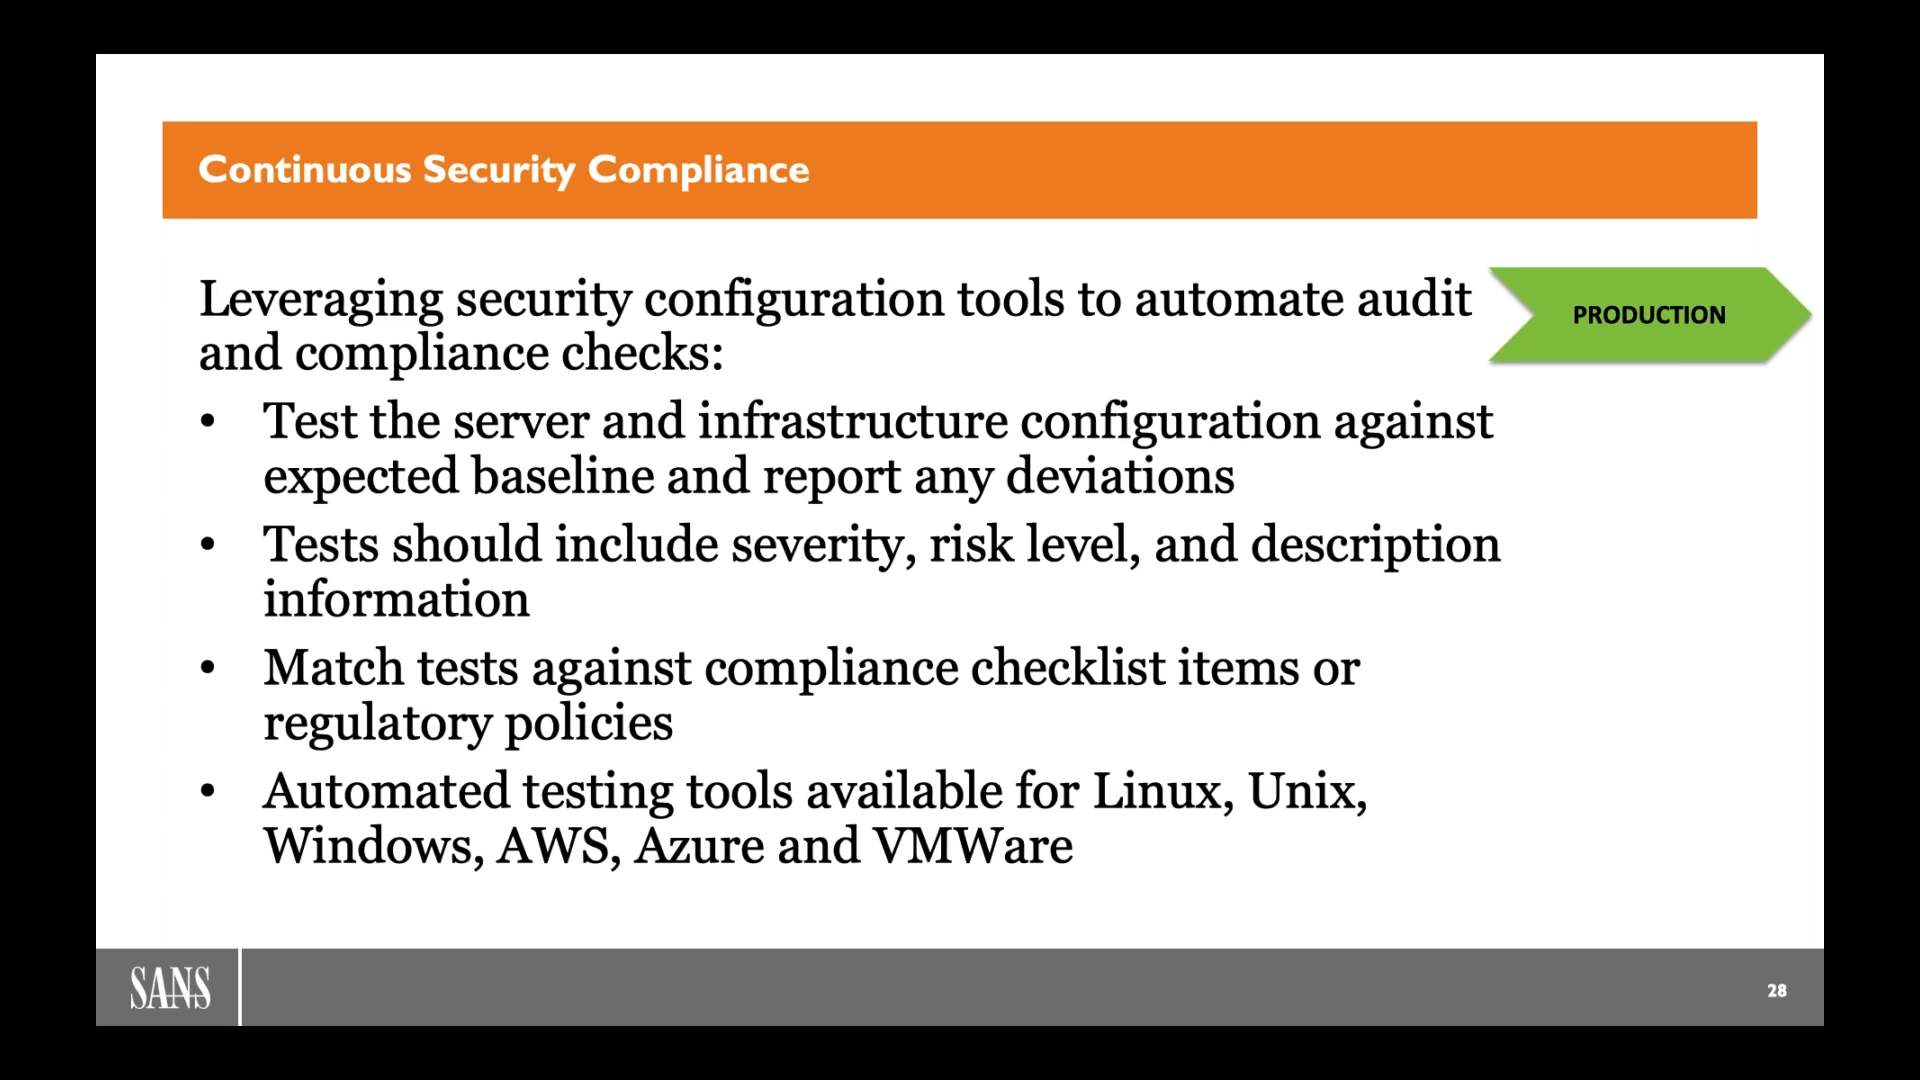 Continuous Security Compliance
Leveraging security configuration tools to automate audit
and compliance checks:
PRODUCTION
• Test the server and infrastructure configuration against
expected baseline and report any deviations
• Tests should include severity, risk level, and description
information
• Match tests against compliance checklist items or
regulatory policies
• Automated testing tools available for Linux, Unix,
Windows, AWS, Azure and VMWare
SANS
28